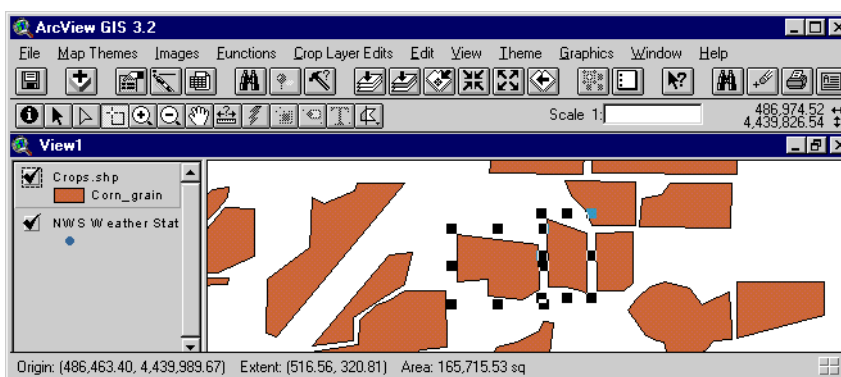 ArcView GIS 3.2
File Map Themes Images Functions Crop Layer Edits Edit View Theme Graphics Window Help
Scale 1: 486,974.52
4,439,826.54
View1
Crops.shp
Corn_grain
NWS Weather Stat
Origin: (486,463.40, 4,439,989.67) Extent: (516.56, 320.81) Area: 165,715.53 sq